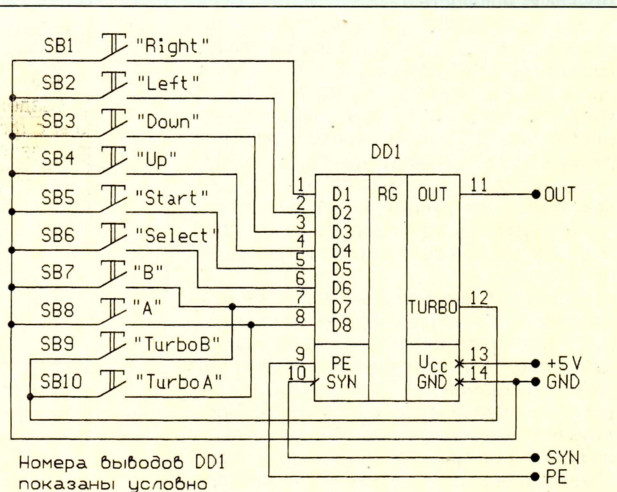 SB1 "Right"
SB2 "Left"
SB3 "Down"
SB4 "Up"
SB5 "Start"
SB6 "Select"
SB7 "B"
SB8 "A"
SB9 "TurboB"
SB10 "TurboA"
DD1
1 D1 RG OUT 11 OUT
2 D2
3 D3
4 D4
5 D5
6 D6
7 D7 TURBO 12
8 D8
9 PE Ucc 13 +5V
10 SYN GND 14 GND
SYN
PE
Номера выводов DD1
показаны условно